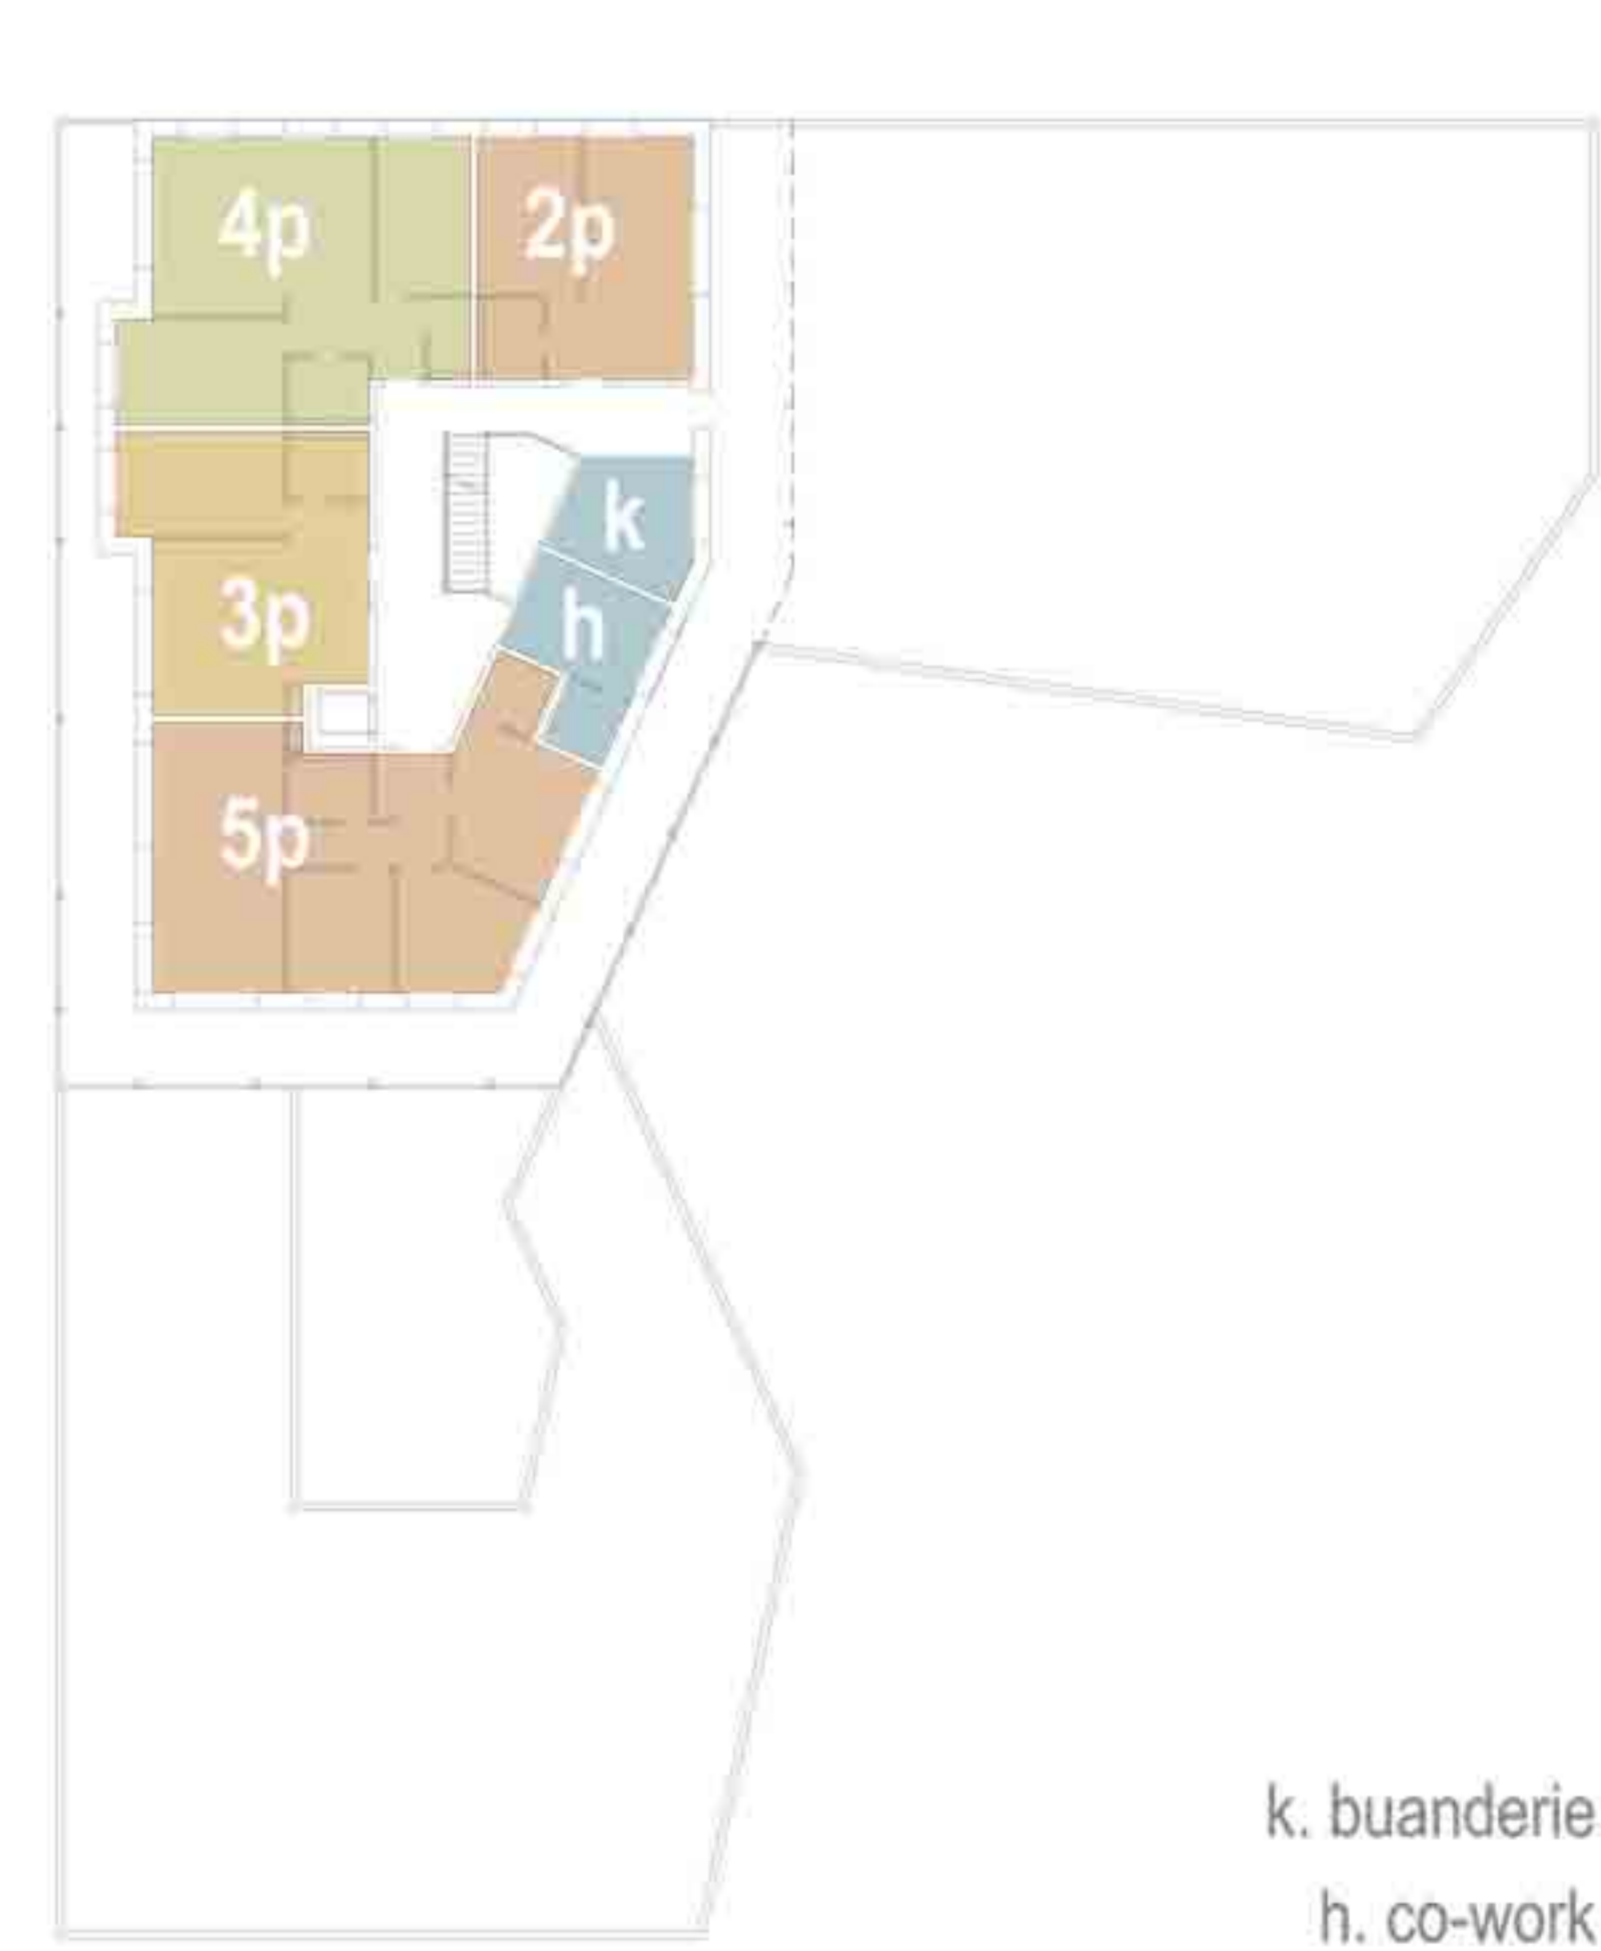 4p 2p
k
h
3p
5p
k. buanderie
h. co-work